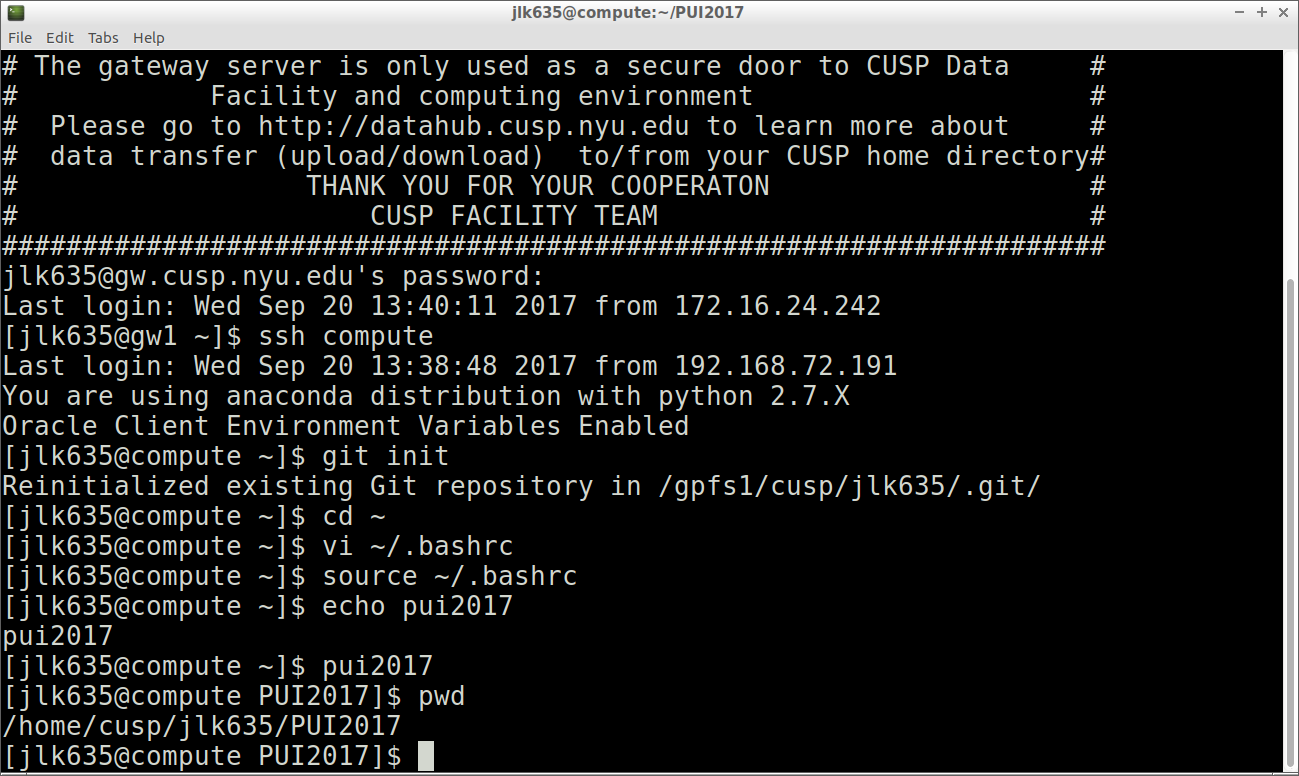 jlk635@compute:~/PUI2017
File Edit Tabs Help
# The gateway server is only used as a secure door to CUSP Data #
# Facility and computing environment #
# Please go to http://datahub.cusp.nyu.edu to learn more about #
# data transfer (upload/download) to/from your CUSP home directory#
# THANK YOU FOR YOUR COOPERATON #
# CUSP FACILITY TEAM #
#####################################################################
jlk635@gw.cusp.nyu.edu's password:
Last login: Wed Sep 20 13:40:11 2017 from 172.16.24.242
[jlk635@gw1 ~]$ ssh compute
Last login: Wed Sep 20 13:38:48 2017 from 192.168.72.191
You are using anaconda distribution with python 2.7.X
Oracle Client Environment Variables Enabled
[jlk635@compute ~]$ git init
Reinitialized existing Git repository in /gpfs1/cusp/jlk635/.git/
[jlk635@compute ~]$ cd ~
[jlk635@compute ~]$ vi ~/.bashrc
[jlk635@compute ~]$ source ~/.bashrc
[jlk635@compute ~]$ echo pui2017
pui2017
[jlk635@compute ~]$ pui2017
[jlk635@compute PUI2017]$ pwd
/home/cusp/jlk635/PUI2017
[jlk635@compute PUI2017]$